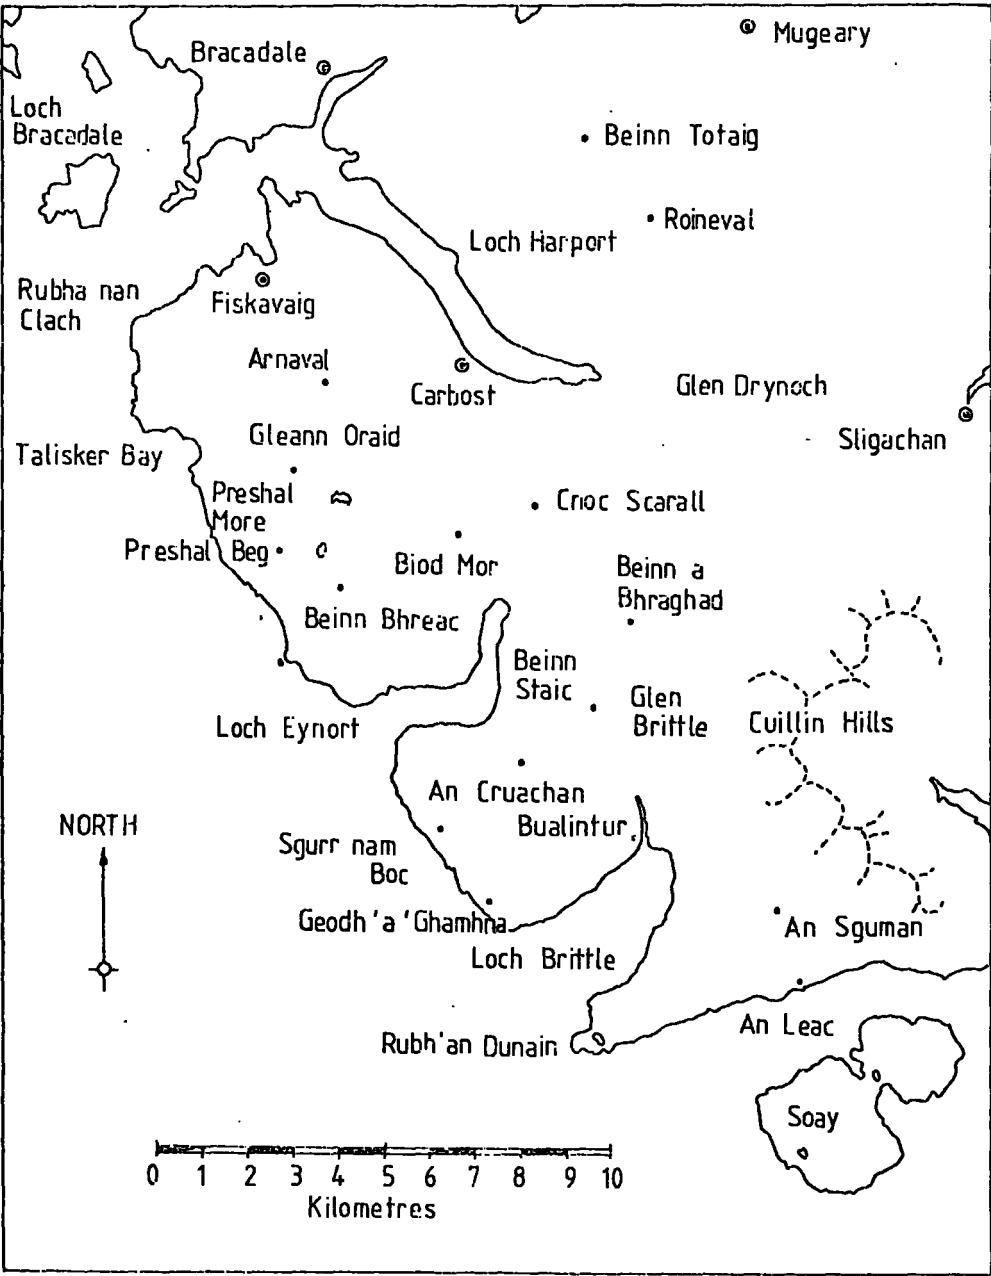 Mugeary
Bracadale
Loch
Bracadale
Beinn Totaig
Roineval
Loch Harport
Rubha nan
Clach
Fiskavaig
Arnaval
Carbost
Glen Drynoch
Sligachan
Gleann Oraid
Talisker Bay
Preshal
More
Cnoc Scarall
Preshal Beg
Biod Mor
Beinn a
Bhraghad
Beinn Bhreac
Beinn
Staic
Glen
Brittle
Cuillin Hills
Loch Eynort
An Cruachan
Bualintur
NORTH
Sgurr nam
Boc
Geodh 'a 'Ghamhna
An Sguman
Loch Brittle
An Leac
Rubh'an Dunain
Soay
0 1 2 3 4 5 6 7 8 9 10
Kilometres